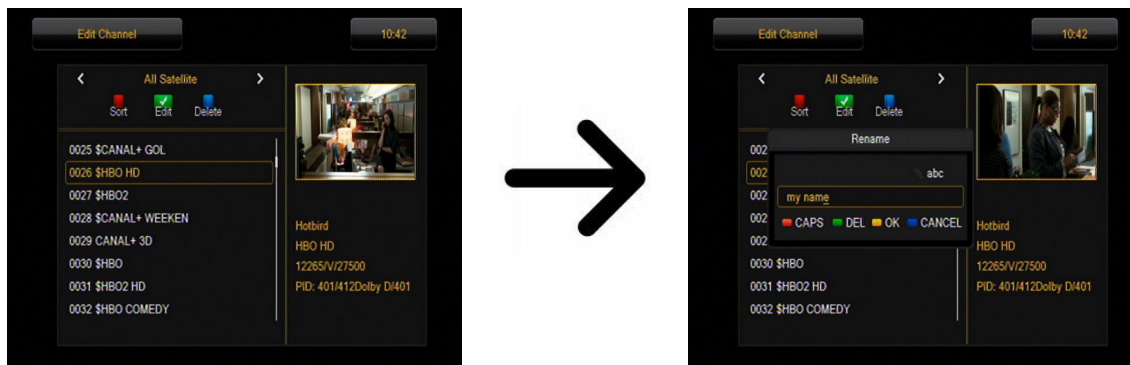 Edit Channel
10:42
All Satellite
Sort Edit Delete
0025 $CANAL+ GOL
0026 $HBO HD
0027 $HBO2
0028 $CANAL+ WEEKEN
0029 CANAL+ 3D
0030 $HBO
0031 $HBO2 HD
0032 $HBO COMEDY
Hotbird
HBO HD
12265/V/27500
PID: 401/412Dolby D/401
Edit Channel
10:42
All Satellite
Sort Edit Delete
Rename
abc
my name
CAPS DEL OK CANCEL
002
002
002
002
002
0030 $HBO
0031 $HBO2 HD
0032 $HBO COMEDY
Hotbird
HBO HD
12265/V/27500
PID: 401/412Dolby D/401